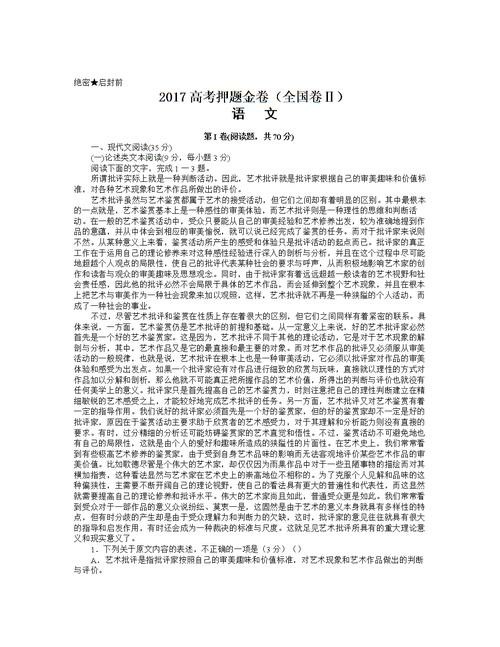 绝密★启封前
2017高考押题金卷（全国卷Ⅱ）
语 文
第Ⅰ卷(阅读题，共70分)
一、现代文阅读(35分)
(一)论述类文本阅读(9分，每小题3分)
阅读下面的文字，完成1－3题。
所谓批评实际上就是一种判断活动。因此，艺术批评就是批评家根据自己的审美趣味和价值标
准，对各种艺术现象和艺术作品所做出的评价。
艺术批评虽然与艺术鉴赏都属于艺术的接受活动，但它们之间却有着明显的区别。其中最根本
的一点就是，艺术鉴赏基本上是一种感性的审美体验，而艺术批评则是一种理性的思维和判断活
动。在一般的艺术鉴赏活动中，受众只要能从自己的审美经验和艺术修养出发，较为准确地捏到作
品的意蕴，并从中体会到相应的审美愉悦，就可以说已经完成了鉴赏的任务。而对于批评家来说则
不然。从某种意义上来看，鉴赏活动所产生的感受和体验只是批评活动的起点而已。批评家的真正
工作在于运用自己的理论修养来对这种感性经验进行深入的剖析与分析，并且在这个过程中尽可能
地超越个人观点的局限性，使自己的批评代表某种社会的要求与呼声，从而积极地影响艺术家的创
作和读者与观众的审美趣味及思想观念。同时，由于批评家有着远远超越一般读者的艺术视野和社
会责任感，因此他的批评必然不会局限于具体的艺术作品，而会延伸到整个艺术现象，并且在根本
上把艺术与审美作为一种社会现象来加以观照，这样，艺术批评就不再是一种狭隘的个人活动，而
成了一种社会的事业。
不过，尽管艺术批评和鉴赏在性质上存在着很大的区别，但它们之间同样有着紧密的联系。具
体来说，一方面，艺术鉴赏仍是艺术批评的前提和基础。从一定意义上来说，好的艺术批评家必然
首先是一个好的艺术鉴赏家。这是因为，艺术批评不同于其他的理论活动，它是对于艺术现象的解
剖与分析，其中，艺术作品又是它的最直接和最主要的对象。而对艺术作品的批评又必须服从审美
活动的一般规律，也就是说，艺术批评在根本上也是一种审美活动，它必须以批评家对作品的审美
体验和感受为出发点。如果一个批评家没有对作品进行细致的欣赏与玩味，直接就以理性的方式对
作品加以分解和剖析，那么他就不可能真正把握作品的艺术价值，所得出的判断与评价也就没有
任何美学上的意义。批评家只是首先提高自己的艺术鉴赏力，时刻注意把自己的理性判断建立在精
细敏锐的艺术感受之上，才能较好地完成艺术批评的任务。另一方面，艺术批评又对艺术鉴赏有着
一定的指导作用。我们说好的批评家必须首先是一个好的鉴赏家，但的好的鉴赏家却不一定是好的
批评家，原因在于鉴赏活动主要求助于欣赏者的艺术感受力，对于其理解和分析能力则没有直接的
要求。有时，过分精细的分析还可能妨碍鉴赏家的艺术直觉和悟性。不过，鉴赏活动不可避免地也
有自己的局限性，这就是由个人的爱好和趣味所造成的狭隘性的片面性。在艺术史上，我们常常看
到有些极高艺术修养的鉴赏家，由于受到自身艺术品味的影响而无法客观地评价某些艺术作品的审
美价值。比如歌德尽管是个伟大的艺术家，却仅仅因为雨果作品中对于一些丑陋事物的描绘而对其
横加指责，这种看法显然与艺术家在艺术史上的崇高地位不相称的。为了克服个人见解和品味的这
种偏狭性，主需要不断开阔自己的理论视野，使自己的看法具有更大的普遍性和代表性，而这显然
就需要提高自己的理论修养和批评水平。伟大的艺术家尚且如此，普通受众更是如此。我们常常看
到受众对于一部作品的意义众说纷纭、莫衷一是，这固然是由于艺术的意义本身就具有多样性的特
点，但有时分歧的产生却是由于受众理解力和判断力的欠缺，这时，批评家的意见往往就具有很大
的指导和启发作用，有时还会成为一种裁决的标准与尺度。这就足见艺术批评所具有的重大理论意
义和现实意义了。
1．下列关于原文内容的表述，不正确的一项是（3分）（）
A．艺术批评是指批评家按照自己的审美趣味和价值标准，对艺术现象和艺术作品做出的判断
与评价。